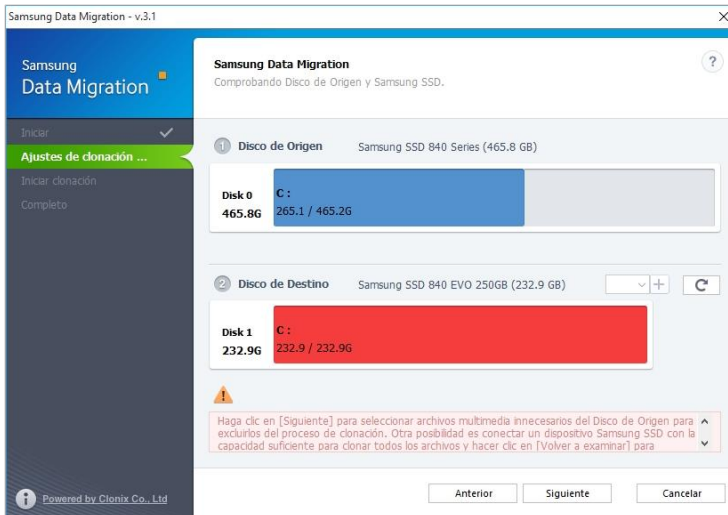 Samsung Data Migration - v.3.1
Samsung
Data Migration
Samsung Data Migration
Comprobando Disco de Origen y Samsung SSD.
?
Iniciar
Ajustes de clonación ...
Iniciar clonación
Completo
1 Disco de Origen Samsung SSD 840 Series (465.8 GB)
Disk 0
465.8G
C :
265.1 / 465.2G
2 Disco de Destino Samsung SSD 840 EVO 250GB (232.9 GB)
Disk 1
232.9G
C :
232.9 / 232.9G
Haga clic en [Siguiente] para seleccionar archivos multimedia innecesarios del Disco de Origen para
excluirlos del proceso de clonación. Otra posibilidad es conectar un dispositivo Samsung SSD con la
capacidad suficiente para clonar todos los archivos y hacer clic en [Volver a examinar] para
Powered by Clonix Co., Ltd
Anterior Siguiente Cancelar